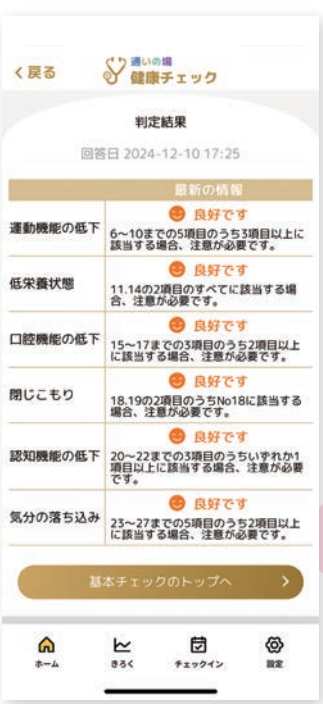 戻る
通いの場
健康チェック
判定結果
回答日 2024-12-10 17:25
最新の情報
運動機能の低下
良好です
6〜10までの5項目のうち3項目以上に
該当する場合、注意が必要です。
低栄養状態
良好です
11.14の2項目のすべてに該当する場
合、注意が必要です。
口腔機能の低下
良好です
15〜17までの3項目のうち2項目以上
に該当する場合、注意が必要です。
閉じこもり
良好です
18.19の2項目のうちNo18に該当する
場合、注意が必要です。
認知機能の低下
良好です
20〜22までの3項目のうちいずれか1
項目以上に該当する場合、注意が必要
です。
気分の落ち込み
良好です
23〜27までの5項目のうち2項目以上
に該当する場合、注意が必要です。
基本チェックのトップへ
ホーム
きろく
チェックイン
設定